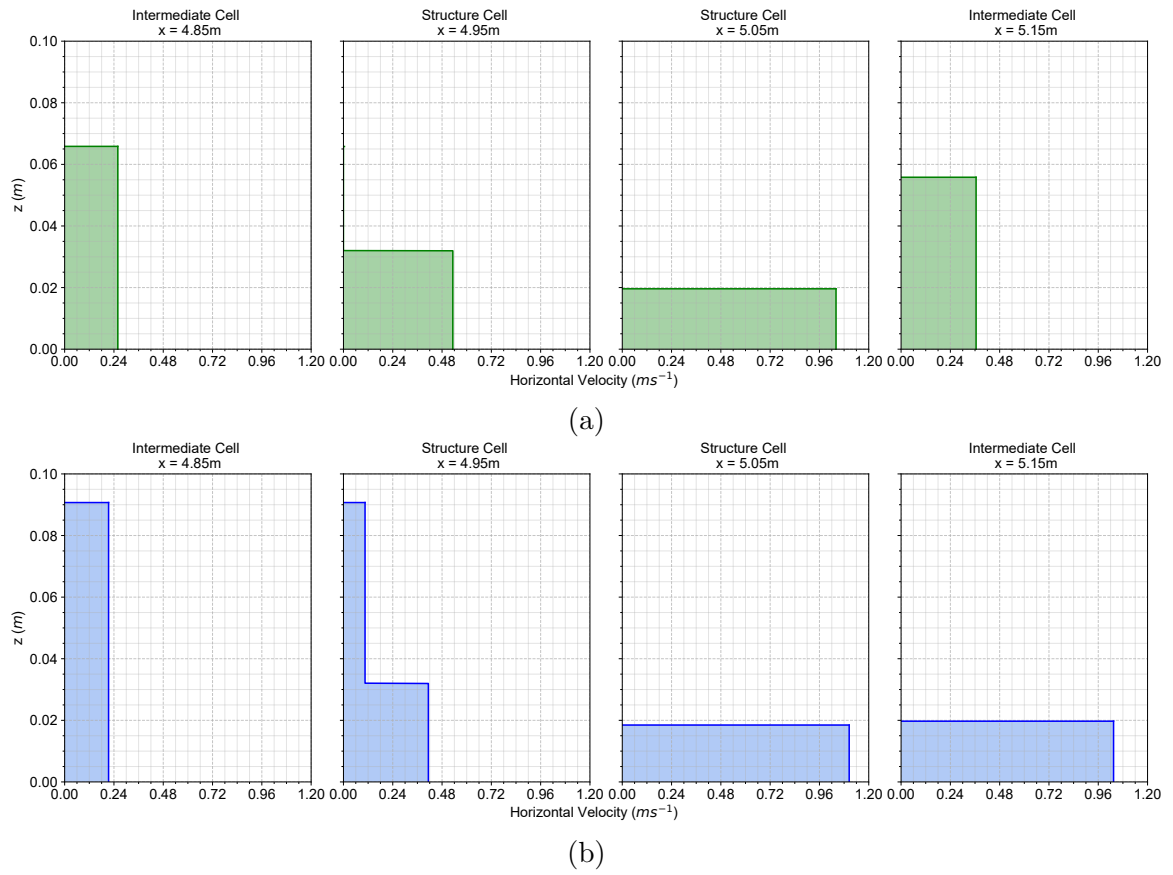 Intermediate Cell
x = 4.85m
Structure Cell
x = 4.95m
Structure Cell
x = 5.05m
Intermediate Cell
x = 5.15m
0.10
0.08
0.06
0.04
0.02
0.00
z (m)
0.00 0.24 0.48 0.72 0.96 1.20
0.00 0.24 0.48 0.72 0.96 1.20
0.00 0.24 0.48 0.72 0.96 1.20
0.00 0.24 0.48 0.72 0.96 1.20
Horizontal Velocity (ms⁻¹)
(a)
Intermediate Cell
x = 4.85m
Structure Cell
x = 4.95m
Structure Cell
x = 5.05m
Intermediate Cell
x = 5.15m
0.10
0.08
0.06
0.04
0.02
0.00
z (m)
0.00 0.24 0.48 0.72 0.96 1.20
0.00 0.24 0.48 0.72 0.96 1.20
0.00 0.24 0.48 0.72 0.96 1.20
0.00 0.24 0.48 0.72 0.96 1.20
Horizontal Velocity (ms⁻¹)
(b)